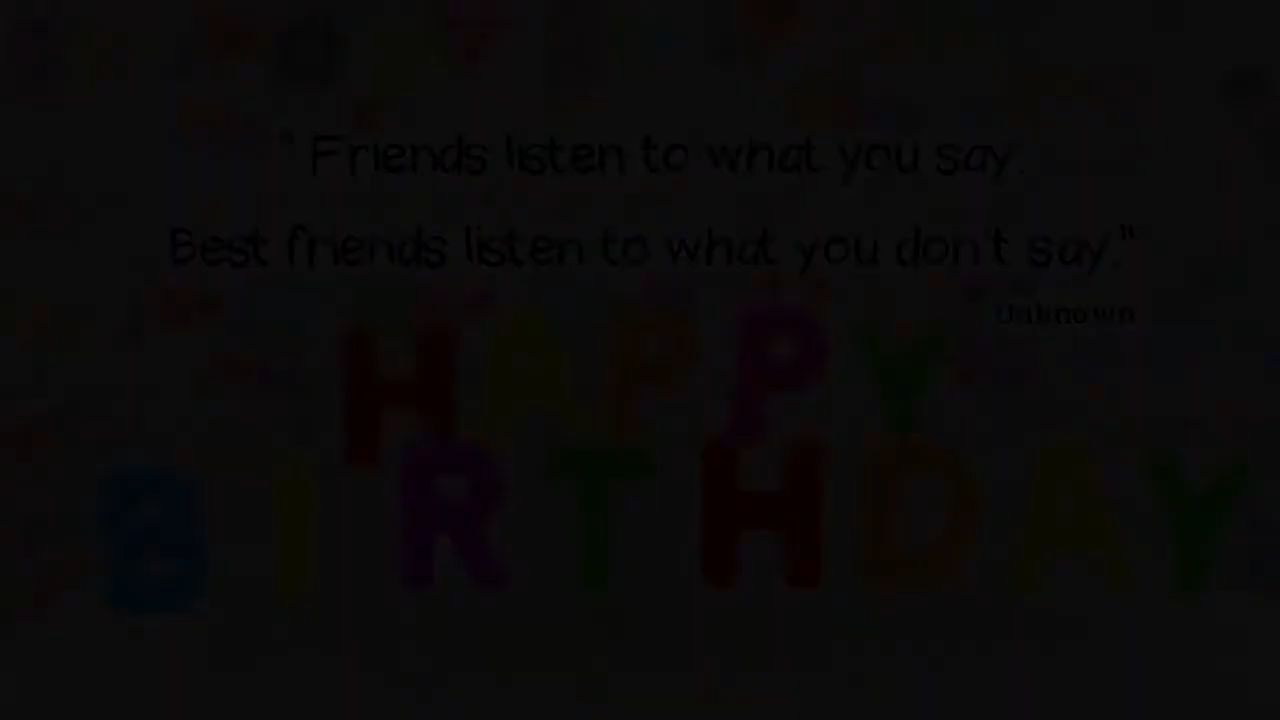 " Friends listen to what you say.
Best friends listen to what you don't say."
Unknown
HAPPY
BIRTHDAY